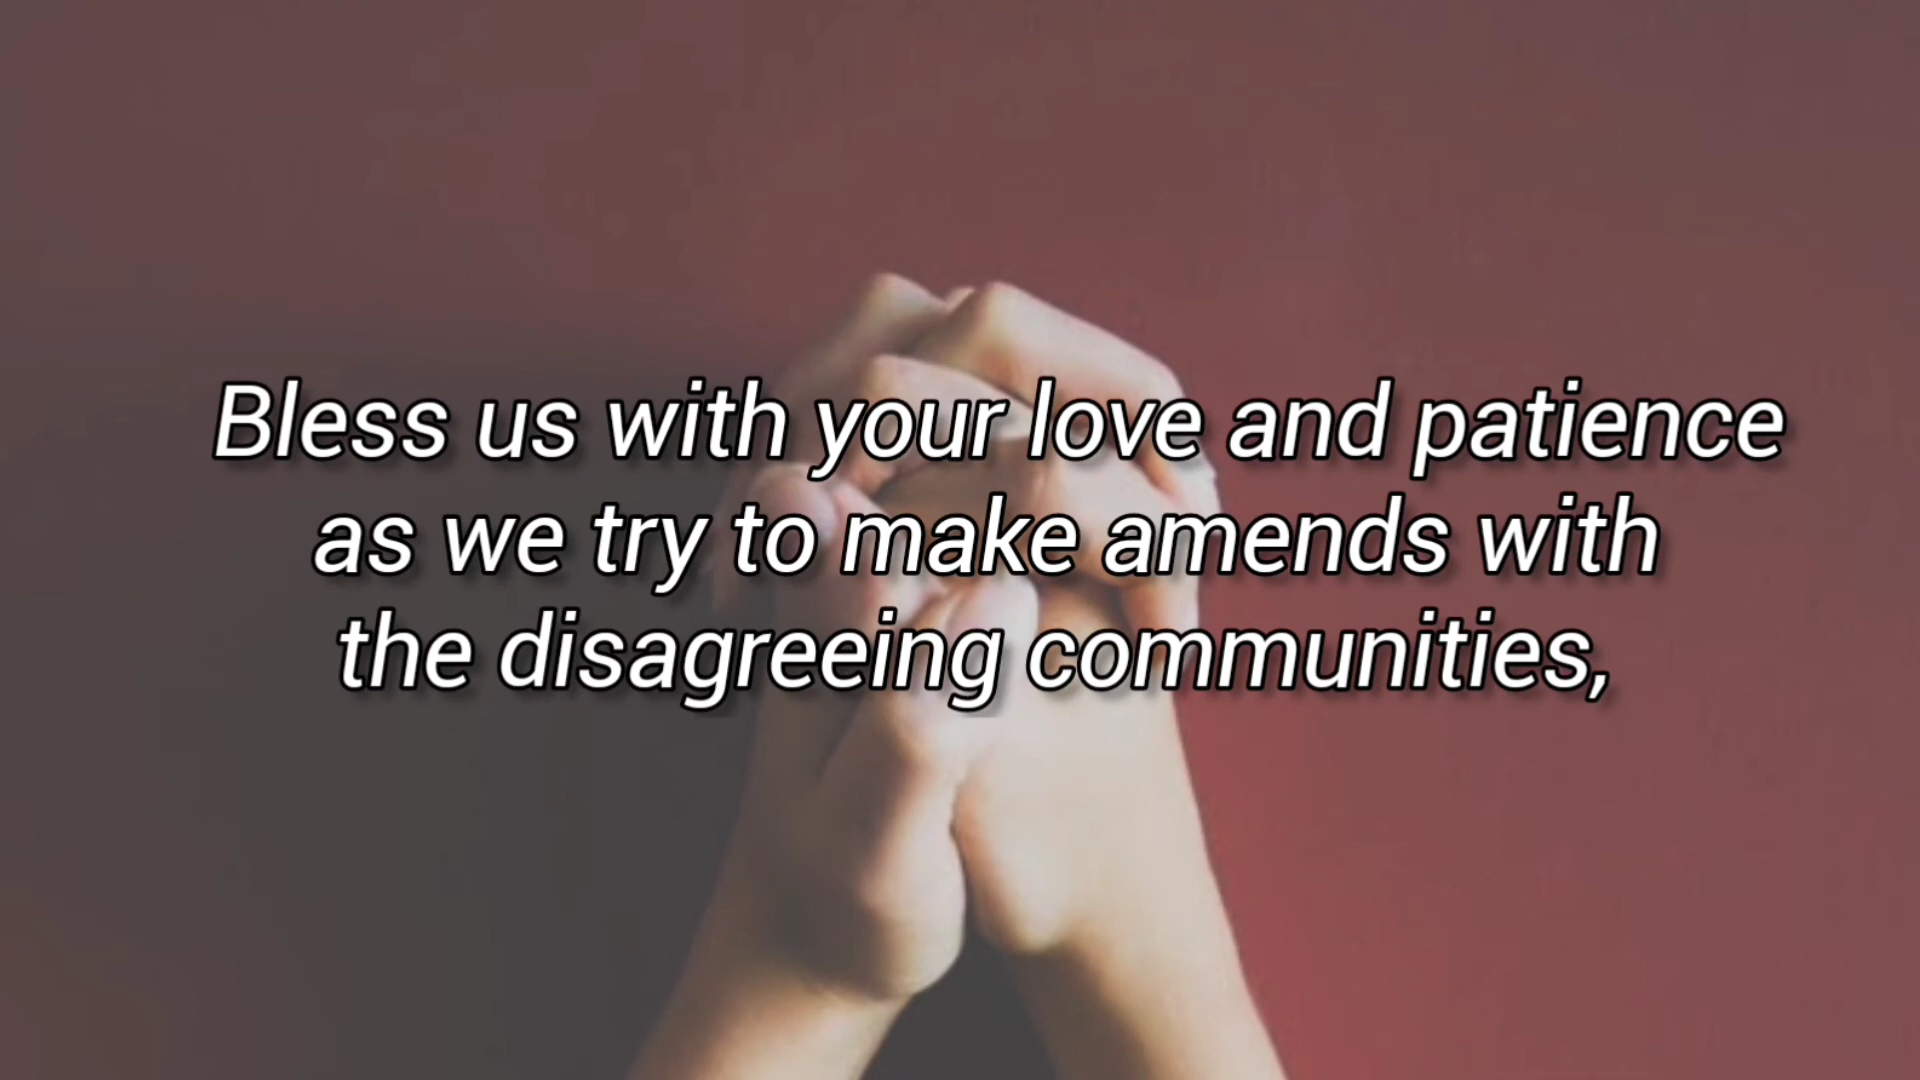 Bless us with your love and patience
as we try to make amends with
the disagreeing communities,